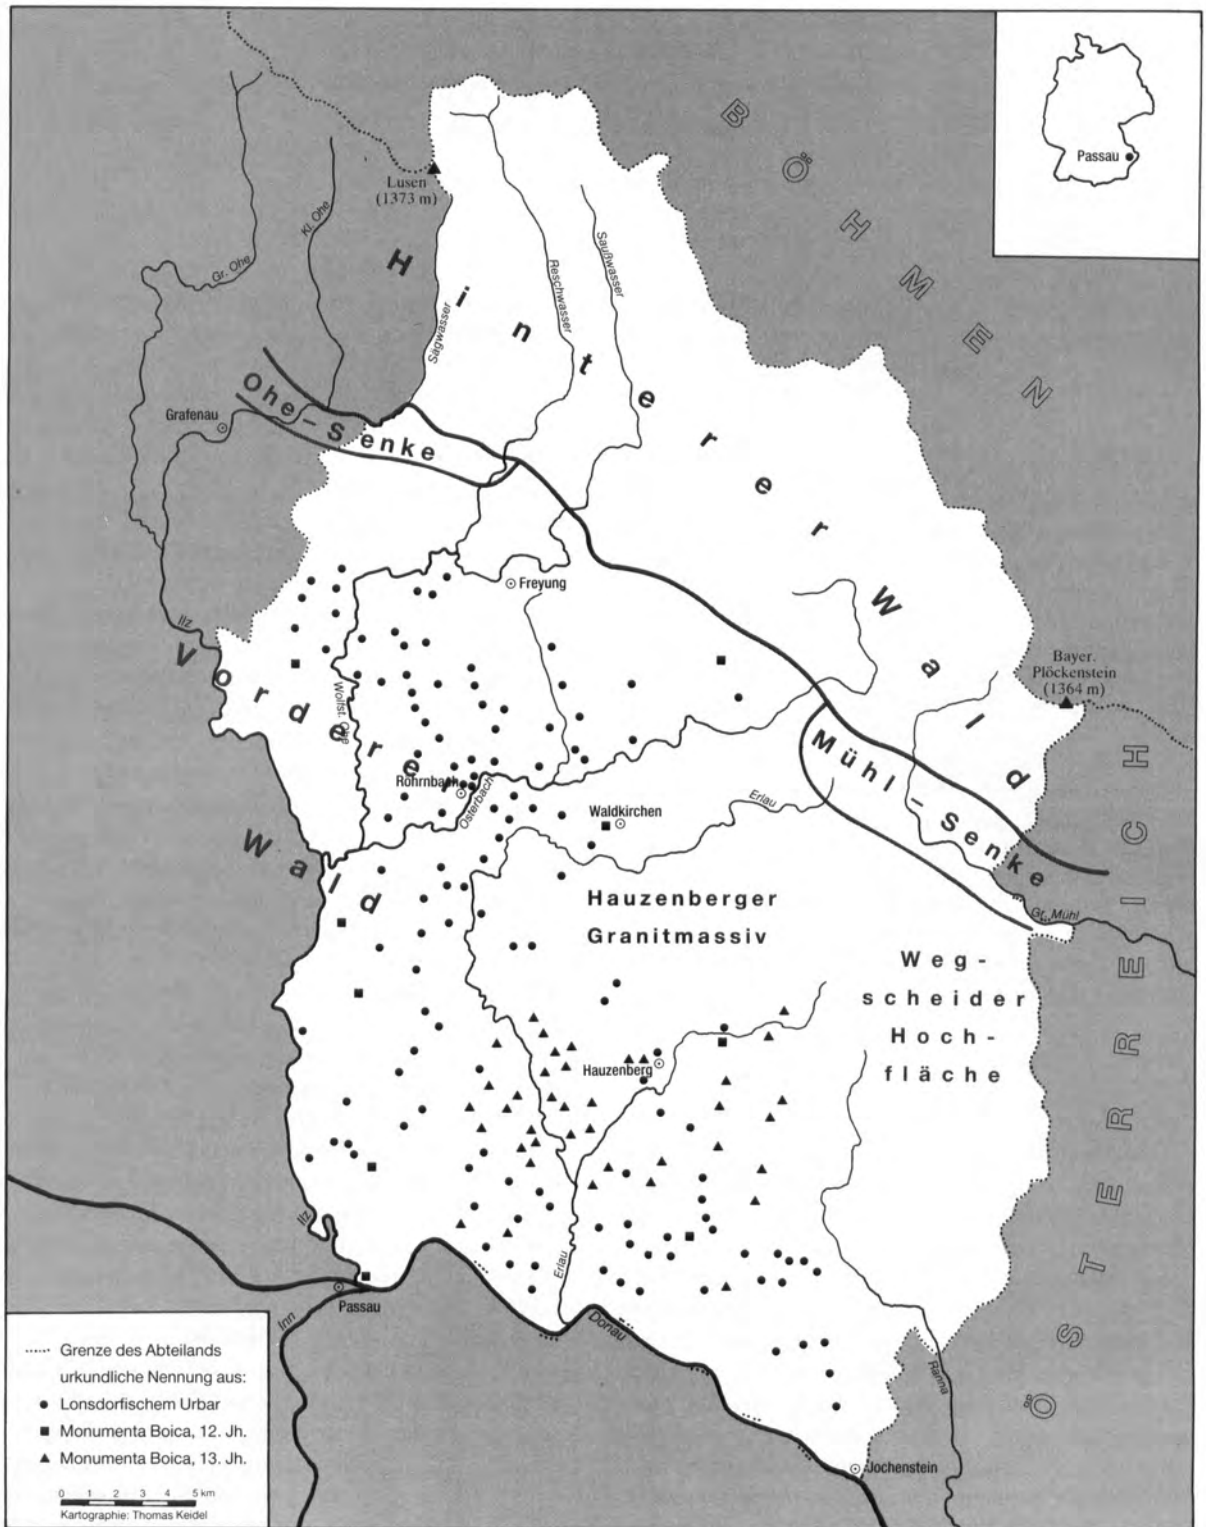 BÖHMEN
Passau
Lusen
(1373 m)
Gr. Ohe
Kl. Ohe
Sägwasser
Reschwasser
Saußwasser
Hinterer Wald
Ohe-Senke
Grafenau
Freyung
Ilz
Vorderer Wald
Wolfst. Ohe
Bayer.
Plöckenstein
(1364 m)
Röhrnbach
Osterbach
Waldkirchen
Erlau
Mühl-Senke
Gr. Mühl
Hauzenberger
Granitmassiv
Weg-
scheider
Hoch-
fläche
ÖSTERREICH
Hauzenberg
Ilz
Erlau
Passau
Inn
Donau
Ranna
Jochenstein
Grenze des Abteilands
urkundliche Nennung aus:
Lonsdorfischem Urbar
Monumenta Boica, 12. Jh.
Monumenta Boica, 13. Jh.
0 1 2 3 4 5 km
Kartographie: Thomas Keidel